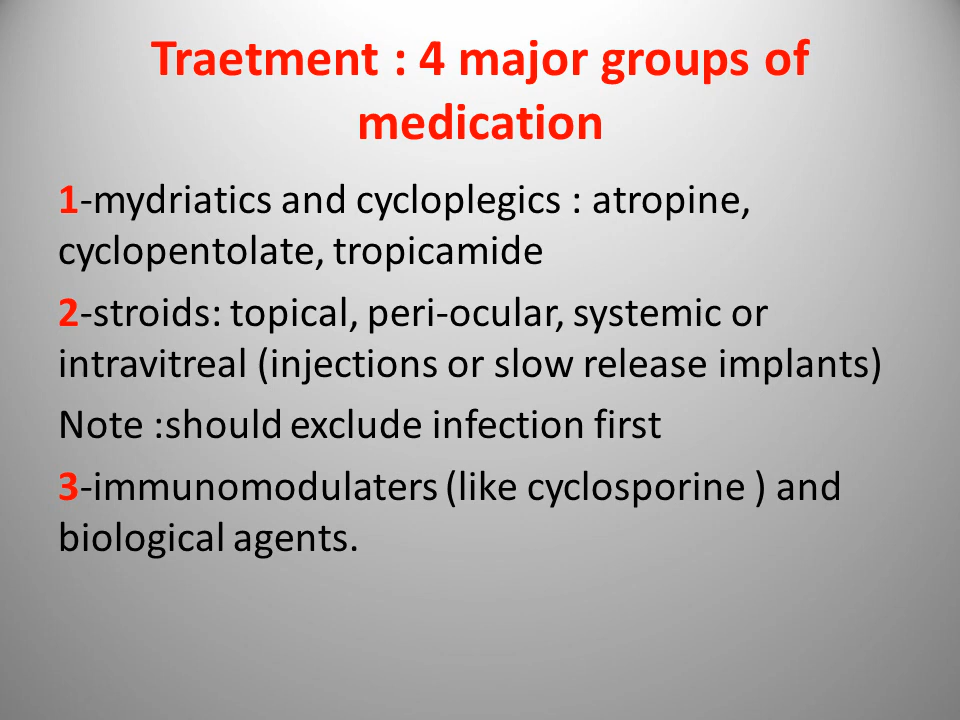 Traetment : 4 major groups of
medication
1-mydriatics and cycloplegics : atropine,
cyclopentolate, tropicamide
2-stroids: topical, peri-ocular, systemic or
intravitreal (injections or slow release implants)
Note :should exclude infection first
3-immunomodulaters (like cyclosporine ) and
biological agents.